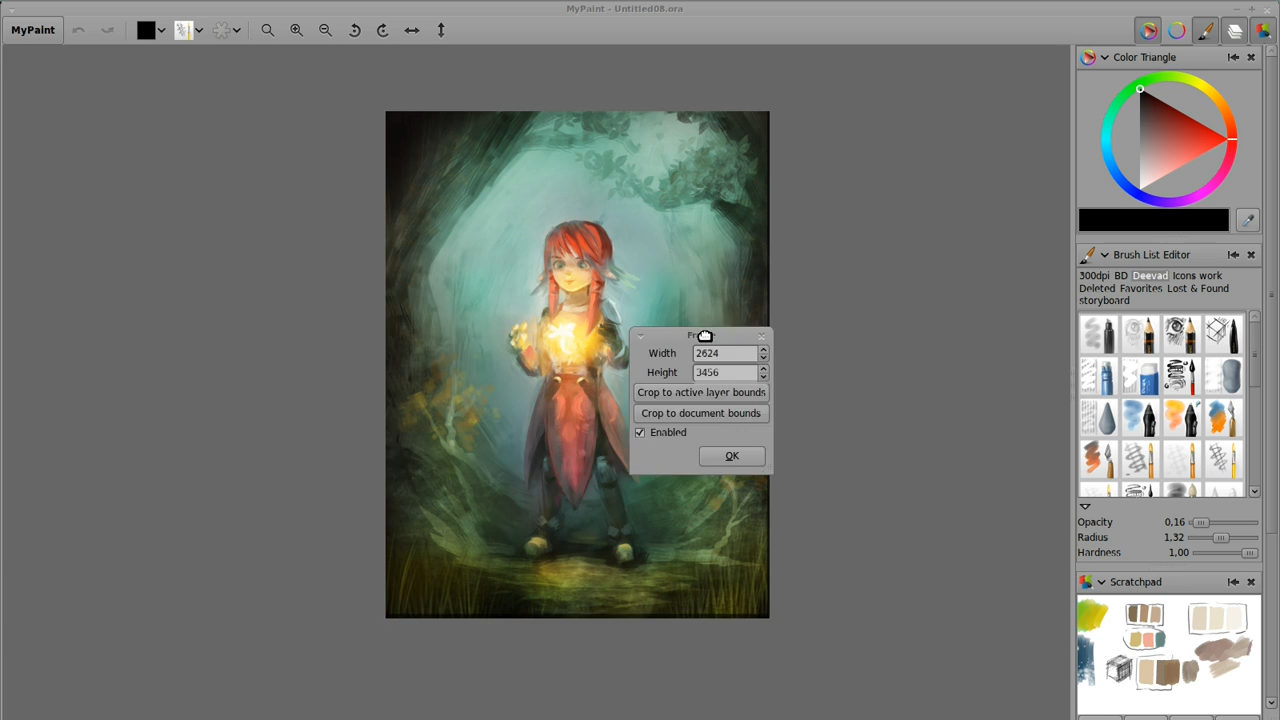 MyPaint - Untitled08.ora
MyPaint
Color Triangle
Brush List Editor
300dpi BD Deevad Icons work
Deleted Favorites Lost & Found
storyboard
Width 2624
Height 3456
Crop to active layer bounds
Crop to document bounds
Enabled
OK
Opacity 0,16
Radius 1,32
Hardness 1,00
Scratchpad